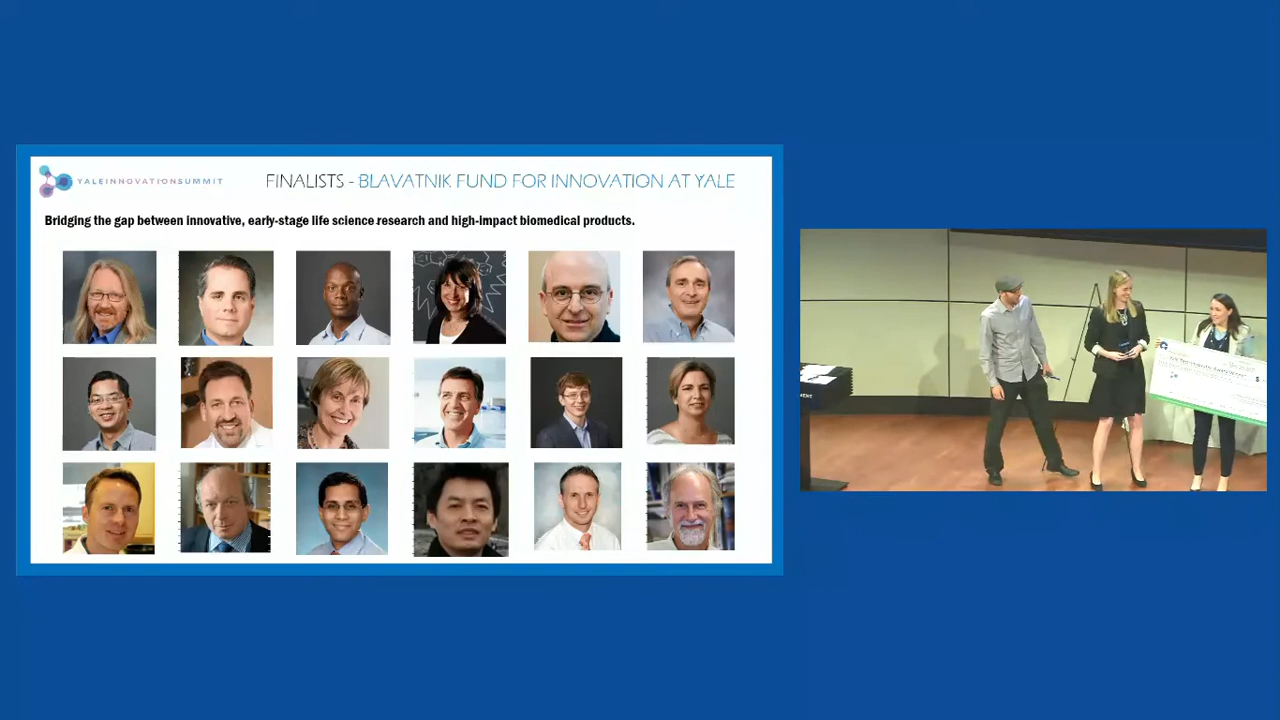 YALEINNOVATIONSUMMIT
FINALISTS - BLAVATNIK FUND FOR INNOVATION AT YALE
Bridging the gap between innovative, early-stage life science research and high-impact biomedical products.